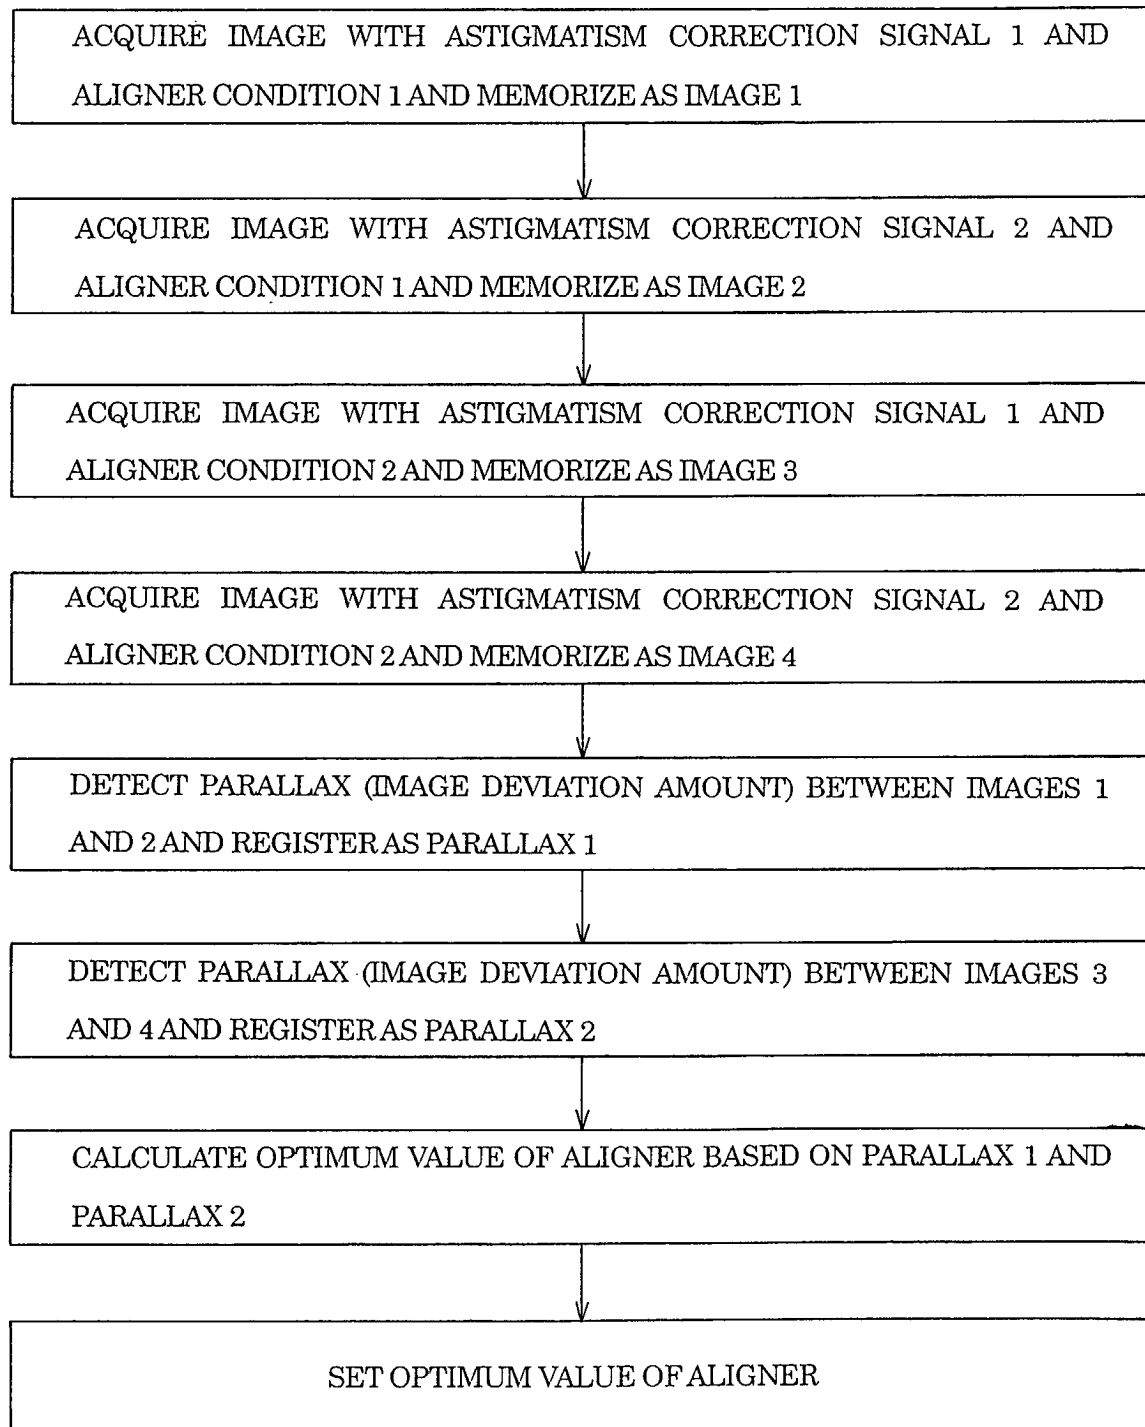 ACQUIRE IMAGE WITH ASTIGMATISM CORRECTION SIGNAL 1 AND
ALIGNER CONDITION 1 AND MEMORIZE AS IMAGE 1
ACQUIRE IMAGE WITH ASTIGMATISM CORRECTION SIGNAL 2 AND
ALIGNER CONDITION 1 AND MEMORIZE AS IMAGE 2
ACQUIRE IMAGE WITH ASTIGMATISM CORRECTION SIGNAL 1 AND
ALIGNER CONDITION 2 AND MEMORIZE AS IMAGE 3
ACQUIRE IMAGE WITH ASTIGMATISM CORRECTION SIGNAL 2 AND
ALIGNER CONDITION 2 AND MEMORIZE AS IMAGE 4
DETECT PARALLAX (IMAGE DEVIATION AMOUNT) BETWEEN IMAGES 1
AND 2 AND REGISTER AS PARALLAX 1
DETECT PARALLAX (IMAGE DEVIATION AMOUNT) BETWEEN IMAGES 3
AND 4 AND REGISTER AS PARALLAX 2
CALCULATE OPTIMUM VALUE OF ALIGNER BASED ON PARALLAX 1 AND
PARALLAX 2
SET OPTIMUM VALUE OF ALIGNER